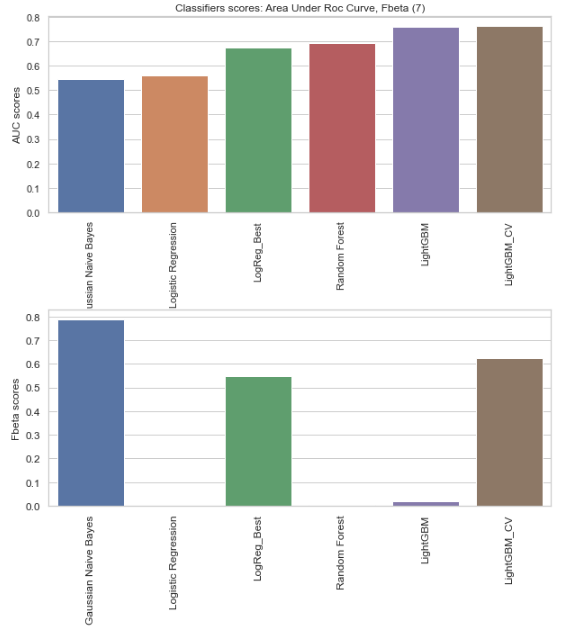 Classifiers scores: Area Under Roc Curve, Fbeta (7)
AUC scores
0.8
0.7
0.6
0.5
0.4
0.3
0.2
0.1
0.0
ussian Naive Bayes
Logistic Regression
LogReg_Best
Random Forest
LightGBM
LightGBM_CV
Fbeta scores
0.8
0.7
0.6
0.5
0.4
0.3
0.2
0.1
0.0
Gaussian Naive Bayes
Logistic Regression
LogReg_Best
Random Forest
LightGBM
LightGBM_CV